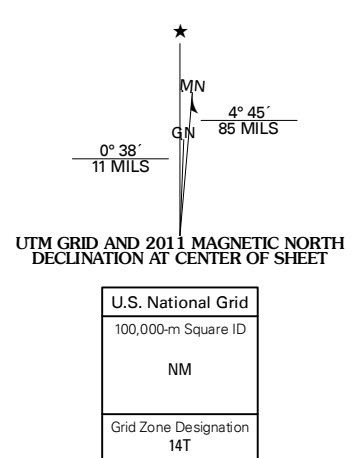 ★
MN
4° 45´
85 MILS
GN
0° 38´
11 MILS
UTM GRID AND 2011 MAGNETIC NORTH
DECLINATION AT CENTER OF SHEET
U.S. National Grid
100,000-m Square ID
NM
Grid Zone Designation
14T